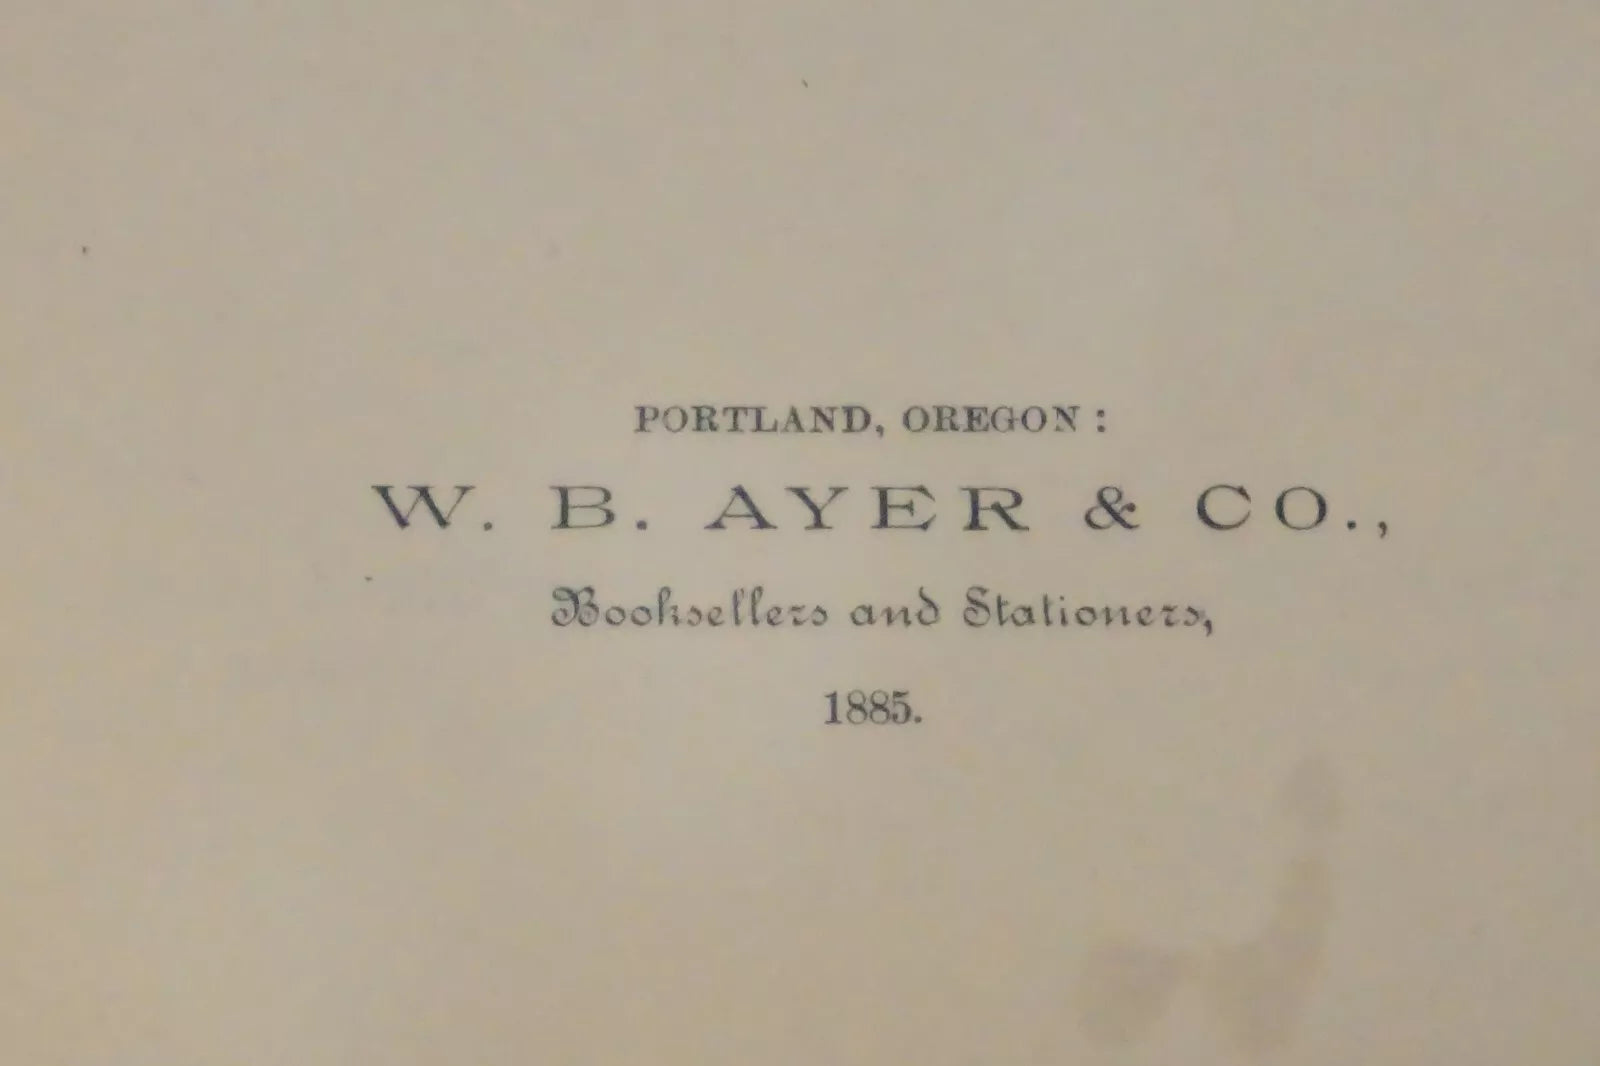 PORTLAND, OREGON:
W. B. AYER & CO.,
Booksellers and Stationers,
1885.